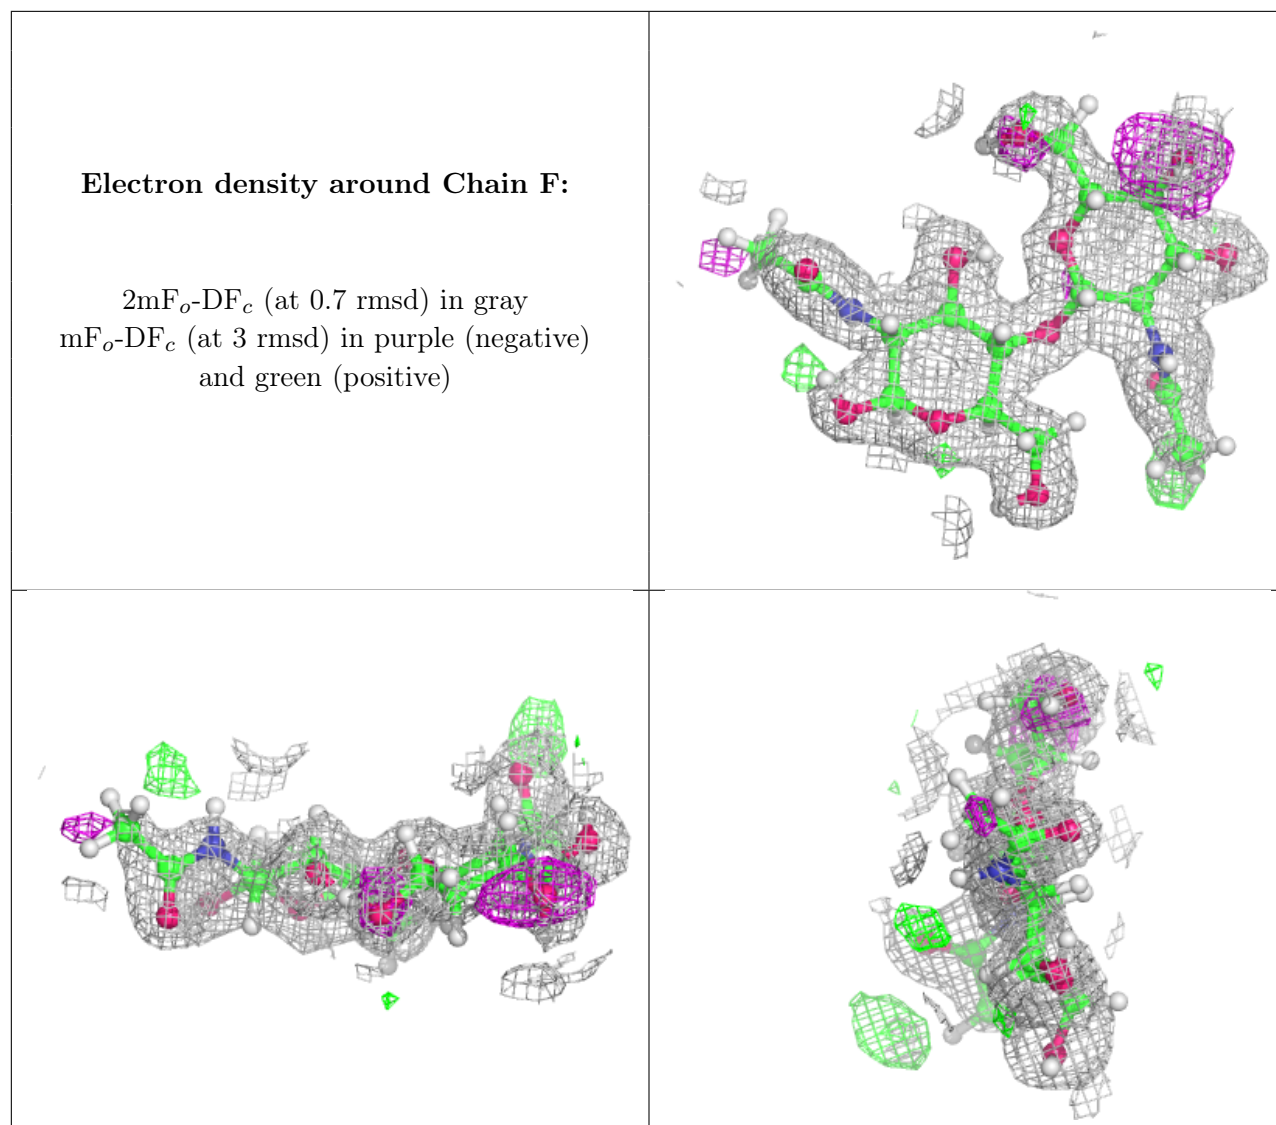 Electron density around Chain F:
2mFo-DFc (at 0.7 rmsd) in gray
mFo-DFc (at 3 rmsd) in purple (negative)
and green (positive)